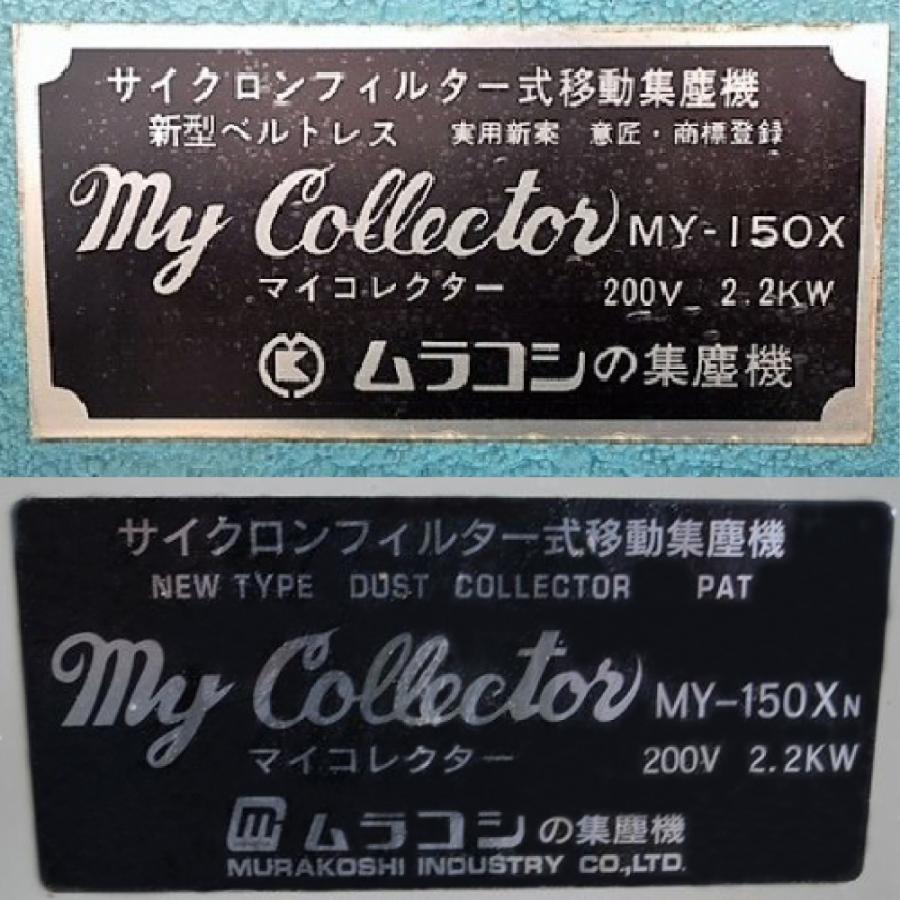 サイクロンフィルター式移動集塵機
新型ベルトレス 実用新案 意匠・商標登録
My Collector MY-150X
マイコレクター 200V 2.2KW
K ムラコシの集塵機
サイクロンフィルター式移動集塵機
NEW TYPE DUST COLLECTOR PAT
My Collector MY-150XN
マイコレクター 200V 2.2KW
m ムラコシの集塵機
MURAKOSHI INDUSTRY CO.,LTD.